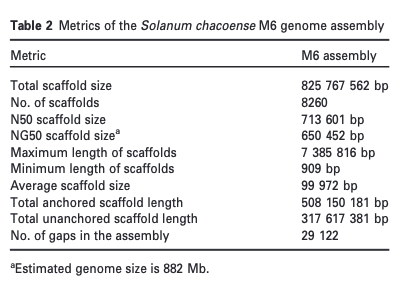 Table 2 Metrics of the Solanum chacoense M6 genome assembly
Metric M6 assembly
Total scaffold size 825 767 562 bp
No. of scaffolds 8260
N50 scaffold size 713 601 bp
NG50 scaffold sizeᵃ 650 452 bp
Maximum length of scaffolds 7 385 816 bp
Minimum length of scaffolds 909 bp
Average scaffold size 99 972 bp
Total anchored scaffold length 508 150 181 bp
Total unanchored scaffold length 317 617 381 bp
No. of gaps in the assembly 29 122
ᵃEstimated genome size is 882 Mb.